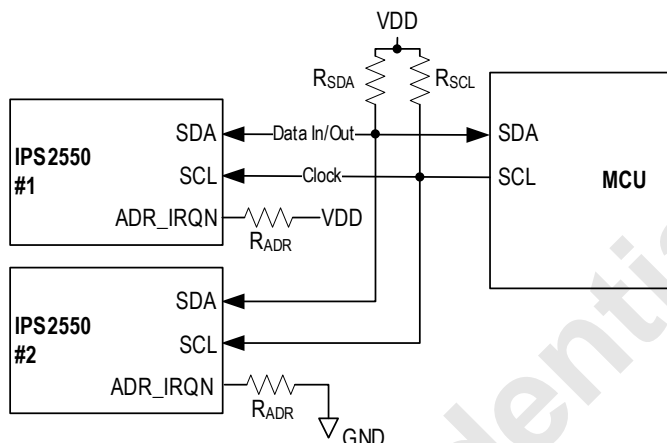 VDD
RSDA
RSCL
IPS2550
#1
SDA
Data In/Out
SDA
SCL
Clock
SCL
MCU
ADR_IRQN
VDD
RADR
IPS2550
#2
SDA
SCL
ADR_IRQN
RADR
GND